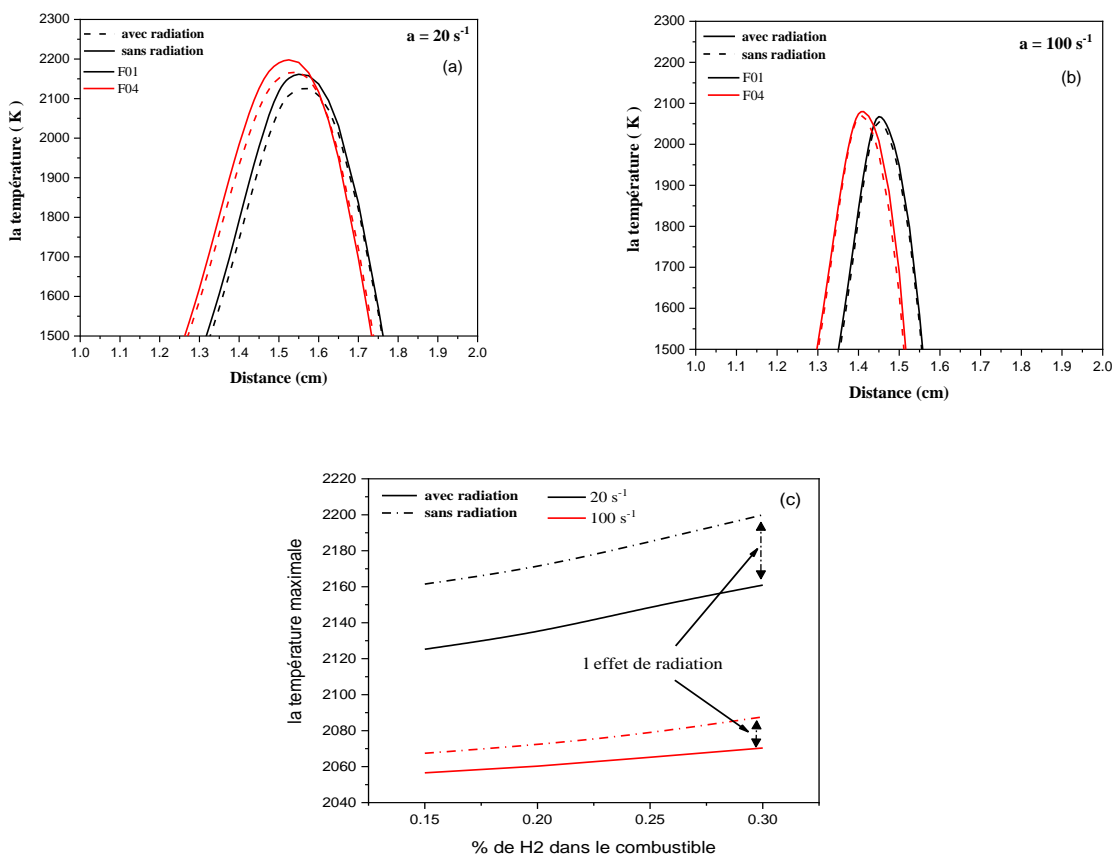 a = 20 s⁻¹
avec radiation
sans radiation
F01
F04
(a)
la température ( K )
2300
2200
2100
2000
1900
1800
1700
1600
1500
1.0 1.1 1.2 1.3 1.4 1.5 1.6 1.7 1.8 1.9 2.0
Distance (cm)
a = 100 s⁻¹
avec radiation
sans radiation
F01
F04
(b)
la température ( K )
2300
2200
2100
2000
1900
1800
1700
1600
1500
1.0 1.1 1.2 1.3 1.4 1.5 1.6 1.7 1.8 1.9 2.0
Distance (cm)
avec radiation
sans radiation
20 s⁻¹
100 s⁻¹
(c)
la température maximale
2220
2200
2180
2160
2140
2120
2100
2080
2060
2040
l effet de radiation
0.15 0.20 0.25 0.30
% de H2 dans le combustible